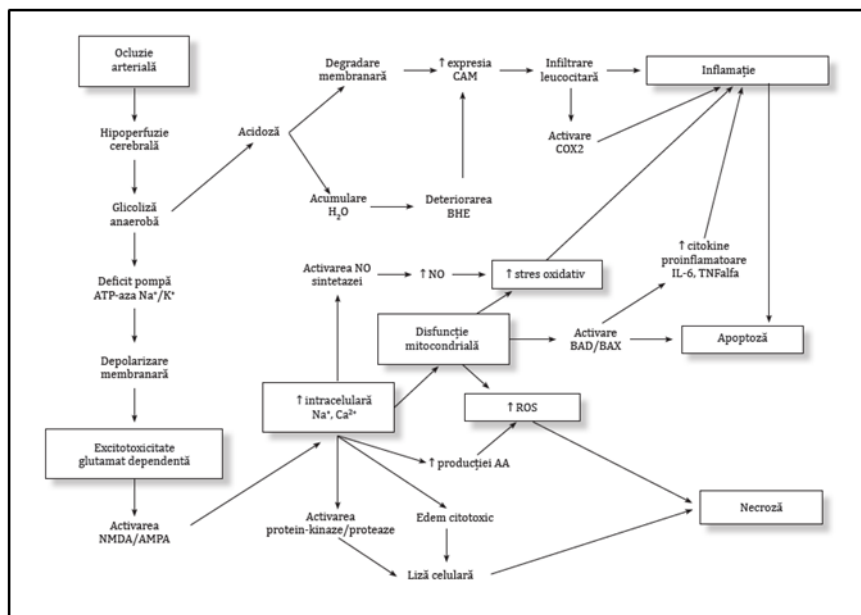 Ocluzie
arterială
Hipoperfuzie
cerebrală
Glicoliză
anaerobă
Deficit pompă
ATP-aza Na⁺/K⁺
Depolarizare
membranară
Excitotoxicitate
glutamat dependentă
Activarea
NMDA/AMPA
Acidoză
Degradare
membranară
↑ expresia
CAM
Infiltrare
leucocitară
Inflamație
Activare
COX2
Acumulare
H₂O
Deteriorarea
BHE
Activarea NO
sintetazei
↑ NO
↑ stres oxidativ
↑ citokine
proinflamatoare
IL-6, TNFalfa
Disfuncție
mitocondrială
Activare
BAD/BAX
Apoptoză
↑ intracelulară
Na⁺, Ca²⁺
↑ ROS
↑ producției AA
Activarea
protein-kinaze/proteaze
Edem citotoxic
Liză celulară
Necroză